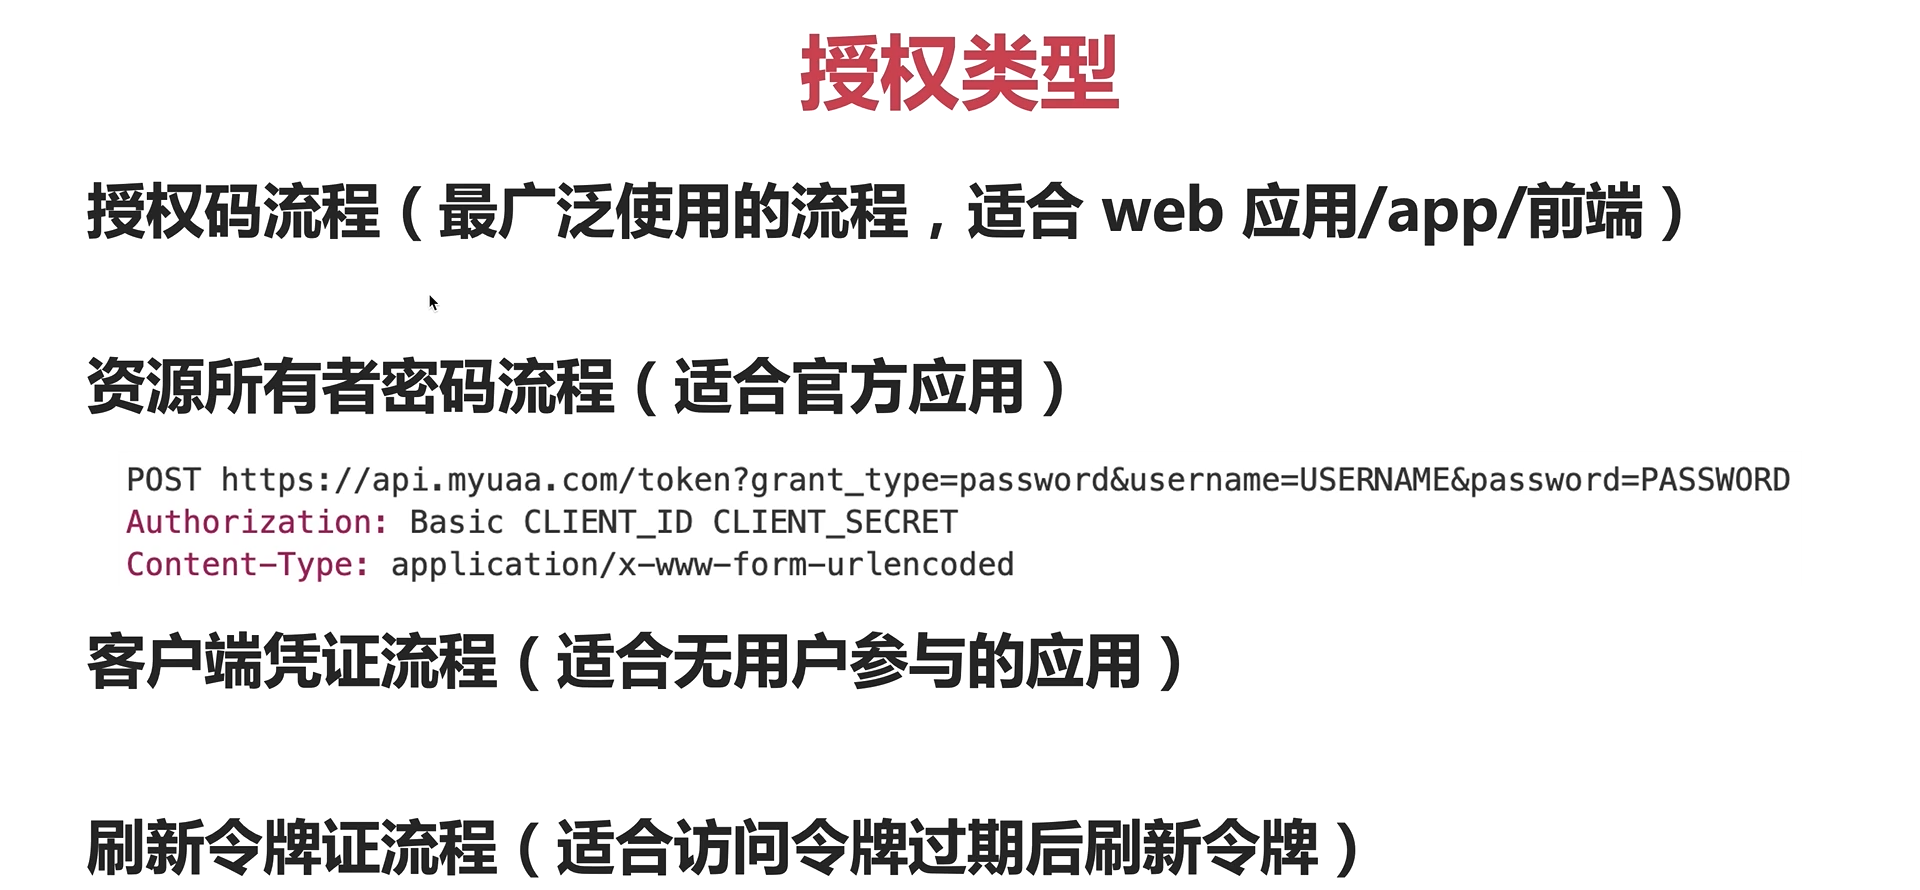 授权类型
授权码流程（最广泛使用的流程，适合 web 应用/app/前端）
资源所有者密码流程（适合官方应用）
POST https://api.myuaa.com/token?grant_type=password&username=USERNAME&password=PASSWORD
Authorization: Basic CLIENT_ID CLIENT_SECRET
Content-Type: application/x-www-form-urlencoded
客户端凭证流程（适合无用户参与的应用）
刷新令牌证流程（适合访问令牌过期后刷新令牌）